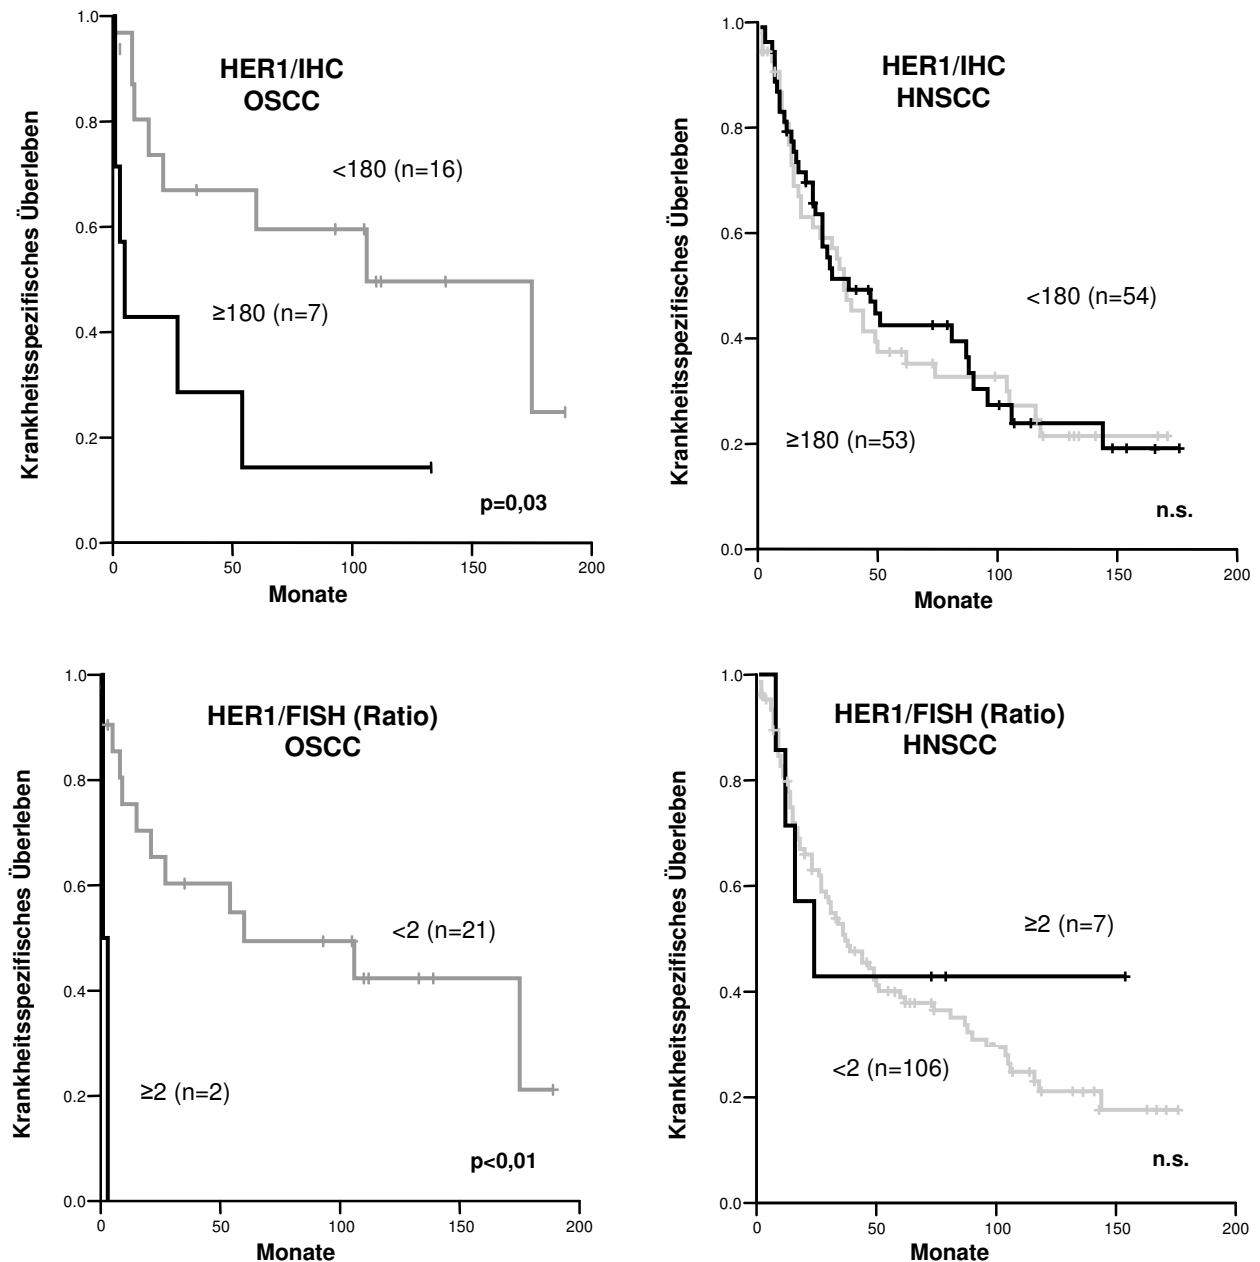 HER1/IHC
OSCC
Krankheitsspezifisches Überleben
1.0
0.8
0.6
0.4
0.2
0.0
<180 (n=16)
≥180 (n=7)
p=0,03
0 50 100 150 200
Monate
HER1/IHC
HNSCC
Krankheitsspezifisches Überleben
1.0
0.8
0.6
0.4
0.2
0.0
<180 (n=54)
≥180 (n=53)
n.s.
0 50 100 150 200
Monate
HER1/FISH (Ratio)
OSCC
Krankheitsspezifisches Überleben
1.0
0.8
0.6
0.4
0.2
0.0
<2 (n=21)
≥2 (n=2)
p<0,01
0 50 100 150 200
Monate
HER1/FISH (Ratio)
HNSCC
Krankheitsspezifisches Überleben
1.0
0.8
0.6
0.4
0.2
0.0
≥2 (n=7)
<2 (n=106)
n.s.
0 50 100 150 200
Monate